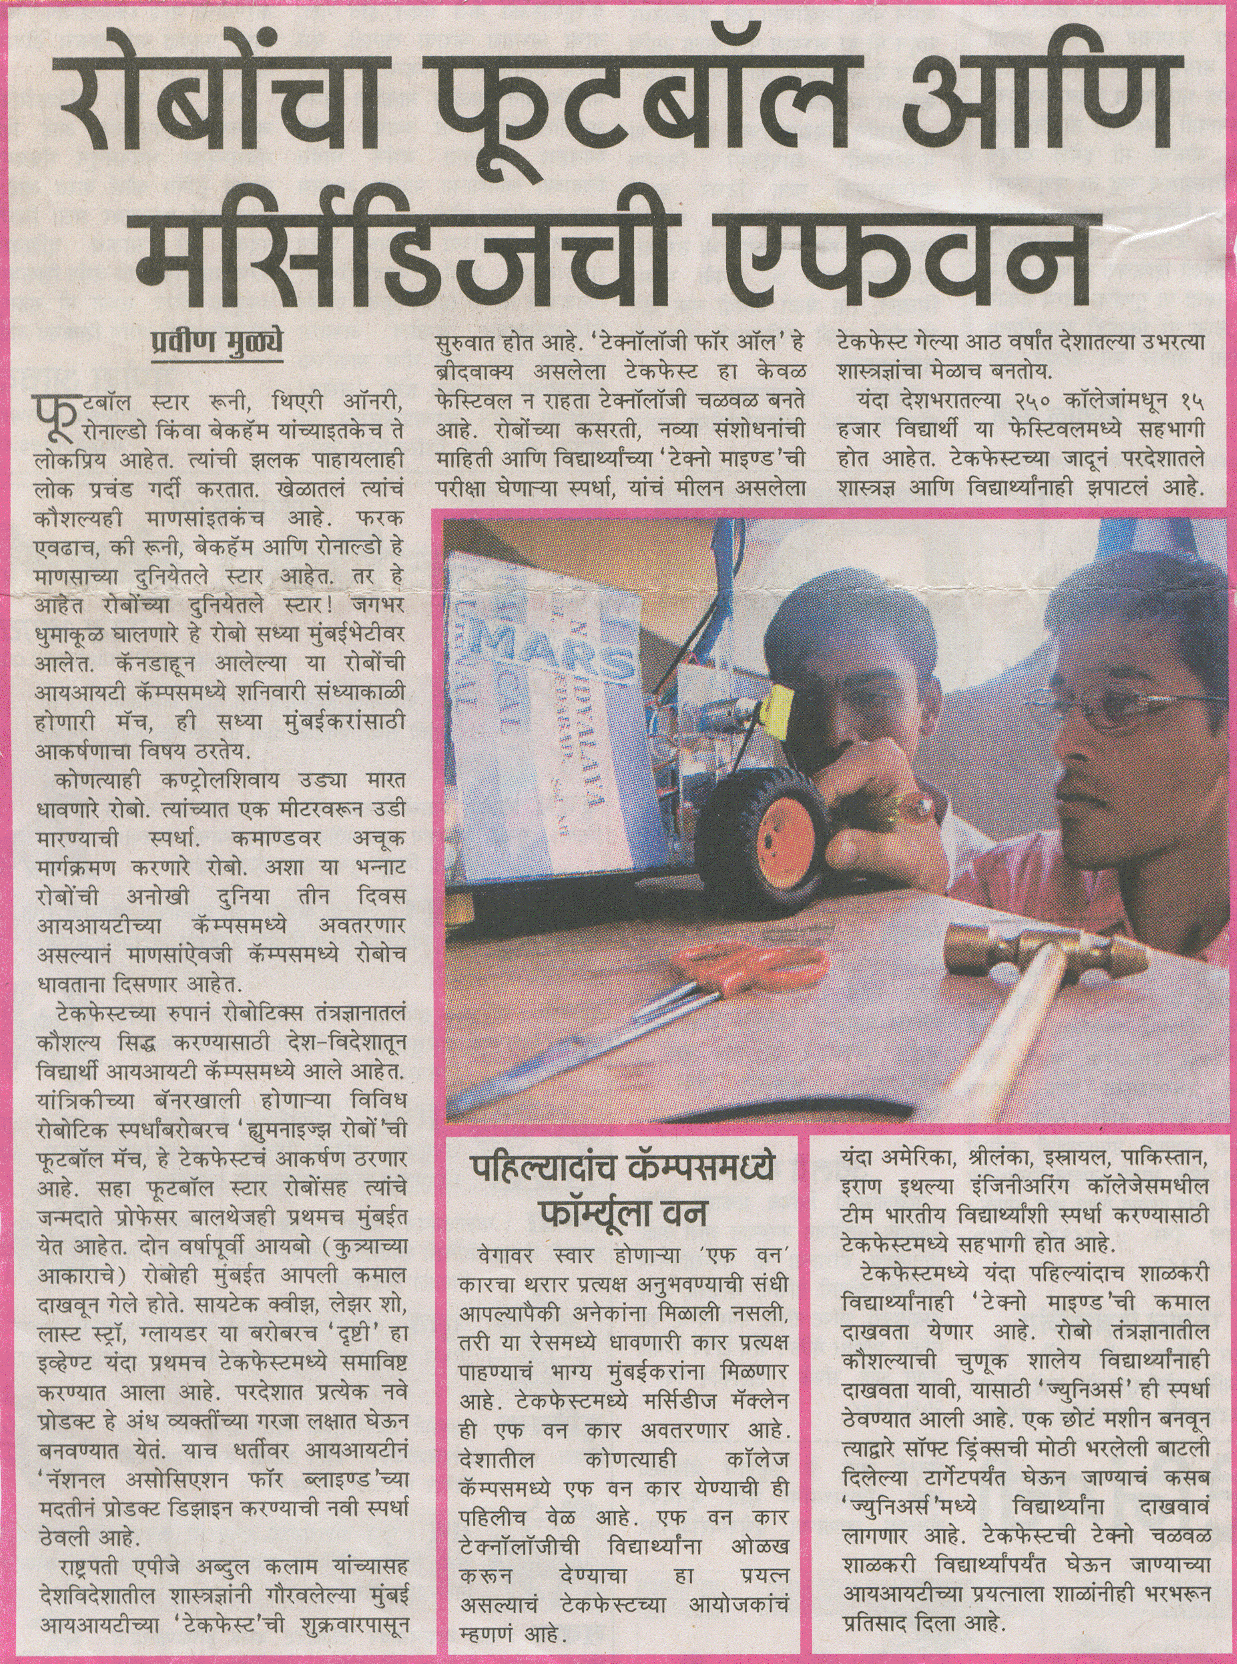 रोबोंचा फूटबॉल आणि
मर्सिडिजची एफवन
प्रवीण मुळ्ये
फूटबॉल स्टार रूनी, थिएरी ऑनरी,
रोनाल्डो किंवा बेकहॅम यांच्याइतकेच ते
लोकप्रिय आहेत. त्यांची झलक पाहायलाही
लोक प्रचंड गर्दी करतात. खेळातलं त्यांचं
कौशल्यही माणसांइतकंच आहे. फरक
एवढाच, की रूनी, बेकहॅम आणि रोनाल्डो हे
माणसाच्या दुनियेतले स्टार आहेत. तर हे
आहेत रोबोंच्या दुनियेतले स्टार! जगभर
धुमाकूळ घालणारे हे रोबो सध्या मुंबईभेटीवर
आलेत. कॅनडाहून आलेल्या या रोबोंची
आयआयटी कॅम्पसमध्ये शनिवारी संध्याकाळी
होणारी मॅच, ही सध्या मुंबईकरांसाठी
आकर्षणाचा विषय ठरतेय.
कोणत्याही कण्ट्रोलशिवाय उड्या मारत
धावणारे रोबो. त्यांच्यात एक मीटरवरून उडी
मारण्याची स्पर्धा. कमाण्डवर अचूक
मार्गक्रमण करणारे रोबो. अशा या भन्नाट
रोबोंची अनोखी दुनिया तीन दिवस
आयआयटीच्या कॅम्पसमध्ये अवतरणार
असल्यानं माणसांऐवजी कॅम्पसमध्ये रोबोच
धावताना दिसणार आहेत.
टेकफेस्टच्या रुपानं रोबोटिक्स तंत्रज्ञानातलं
कौशल्य सिद्ध करण्यासाठी देश-विदेशातून
विद्यार्थी आयआयटी कॅम्पसमध्ये आले आहेत.
यांत्रिकीच्या बॅनरखाली होणाऱ्या विविध
रोबोटिक स्पर्धांबरोबरच ‘ह्युमनाइज्झ रोबों’ची
फूटबॉल मॅच, हे टेकफेस्टचं आकर्षण ठरणार
आहे. सहा फूटबॉल स्टार रोबोंसह त्यांचे
जन्मदाते प्रोफेसर बालथेजही प्रथमच मुंबईत
येत आहेत. दोन वर्षापूर्वी आयबो (कुत्र्याच्या
आकाराचे) रोबोही मुंबईत आपली कमाल
दाखवून गेले होते. सायटेक क्वीझ, लेझर शो,
लास्ट स्ट्रॉ, ग्लायडर या बरोबरच ‘दृष्टी’ हा
इव्हेण्ट यंदा प्रथमच टेकफेस्टमध्ये समाविष्ट
करण्यात आला आहे. परदेशात प्रत्येक नवे
प्रोडक्ट हे अंध व्यक्तींच्या गरजा लक्षात घेऊन
बनवण्यात येतं. याच धर्तीवर आयआयटीनं
‘नॅशनल असोसिएशन फॉर ब्लाइण्ड’च्या
मदतीनं प्रोडक्ट डिझाइन करण्याची नवी स्पर्धा
ठेवली आहे.
राष्ट्रपती एपीजे अब्दुल कलाम यांच्यासह
देशविदेशातील शास्त्रज्ञांनी गौरवलेल्या मुंबई
आयआयटीच्या ‘टेकफेस्ट’ची शुक्रवारपासून
सुरुवात होत आहे. ‘टेक्नॉलॉजी फॉर ऑल’ हे
ब्रीदवाक्य असलेला टेकफेस्ट हा केवळ
फेस्टिवल न राहता टेक्नॉलॉजी चळवळ बनते
आहे. रोबोंच्या कसरती, नव्या संशोधनांची
माहिती आणि विद्यार्थ्यांच्या ‘टेक्नो माइण्ड’ची
परीक्षा घेणाऱ्या स्पर्धा, यांचं मीलन असलेला
टेकफेस्ट गेल्या आठ वर्षांत देशातल्या उभरत्या
शास्त्रज्ञांचा मेळाच बनतोय.
यंदा देशभरातल्या २५० कॉलेजांमधून १५
हजार विद्यार्थी या फेस्टिवलमध्ये सहभागी
होत आहेत. टेकफेस्टच्या जादूनं परदेशातले
शास्त्रज्ञ आणि विद्यार्थ्यांनाही झपाटलं आहे.
MARS
पहिल्यादांच कॅम्पसमध्ये
फॉर्म्यूला वन
वेगावर स्वार होणाऱ्या ‘एफ वन’
कारचा थरार प्रत्यक्ष अनुभवण्याची संधी
आपल्यापैकी अनेकांना मिळाली नसली,
तरी या रेसमध्ये धावणारी कार प्रत्यक्ष
पाहण्याचं भाग्य मुंबईकरांना मिळणार
आहे. टेकफेस्टमध्ये मर्सिडीज मॅक्लेन
ही एफ वन कार अवतरणार आहे.
देशातील कोणत्याही कॉलेज
कॅम्पसमध्ये एफ वन कार येण्याची ही
पहिलीच वेळ आहे. एफ वन कार
टेक्नॉलॉजीची विद्यार्थ्यांना ओळख
करून देण्याचा हा प्रयत्न
असल्याचं टेकफेस्टच्या आयोजकांचं
म्हणणं आहे.
यंदा अमेरिका, श्रीलंका, इस्रायल, पाकिस्तान,
इराण इथल्या इंजिनीअरिंग कॉलेजेसमधील
टीम भारतीय विद्यार्थ्यांशी स्पर्धा करण्यासाठी
टेकफेस्टमध्ये सहभागी होत आहे.
टेकफेस्टमध्ये यंदा पहिल्यांदाच शाळकरी
विद्यार्थ्यांनाही ‘टेक्नो माइण्ड’ची कमाल
दाखवता येणार आहे. रोबो तंत्रज्ञानातील
कौशल्याची चुणूक शालेय विद्यार्थ्यांनाही
दाखवता यावी, यासाठी ‘ज्युनिअर्स’ ही स्पर्धा
ठेवण्यात आली आहे. एक छोटं मशीन बनवून
त्याद्वारे सॉफ्ट ड्रिंक्सची मोठी भरलेली बाटली
दिलेल्या टार्गेटपर्यंत घेऊन जाण्याचं कसब
‘ज्युनिअर्स’मध्ये विद्यार्थ्यांना दाखवावं
लागणार आहे. टेकफेस्टची टेक्नो चळवळ
शाळकरी विद्यार्थ्यांपर्यंत घेऊन जाण्याच्या
आयआयटीच्या प्रयत्नाला शाळांनीही भरभरून
प्रतिसाद दिला आहे.